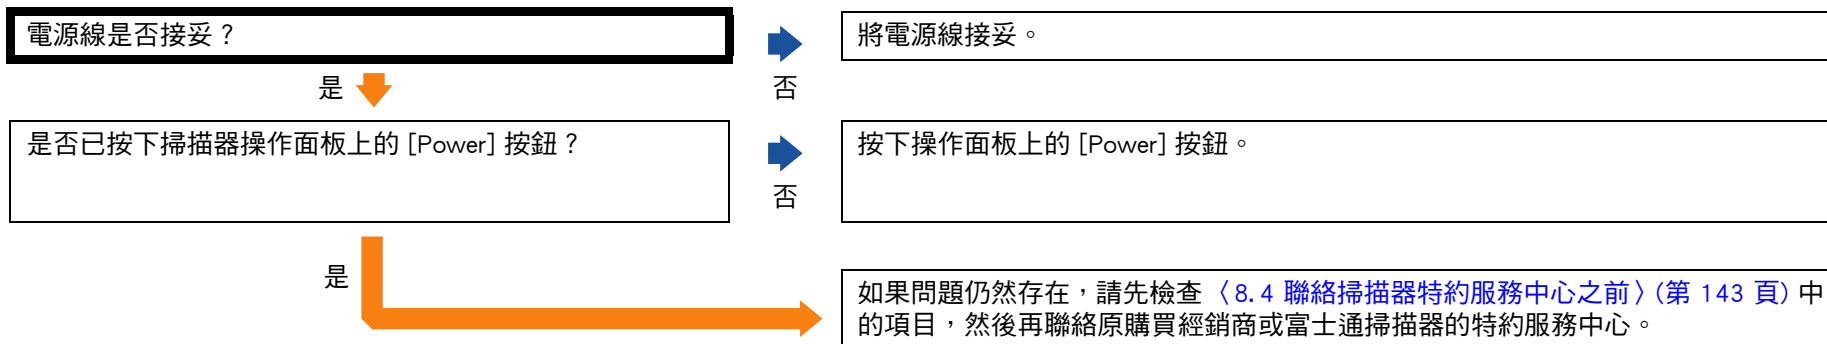 電源線是否接妥？
將電源線接妥。
是
否
是否已按下掃描器操作面板上的 [Power] 按鈕？
按下操作面板上的 [Power] 按鈕。
否
是
如果問題仍然存在，請先檢查〈8.4 聯絡掃描器特約服務中心之前〉(第 143 頁) 中
的項目，然後再聯絡原購買經銷商或富士通掃描器的特約服務中心。